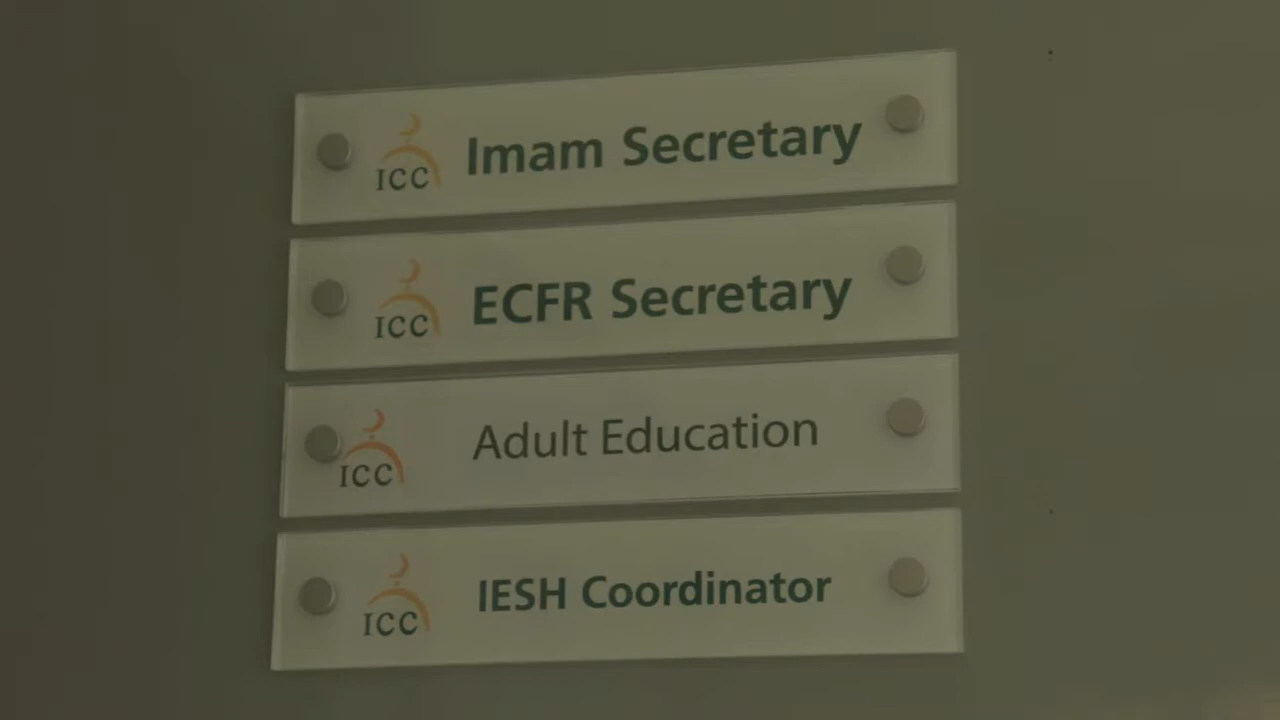 ICC Imam Secretary
ICC ECFR Secretary
ICC Adult Education
ICC IESH Coordinator